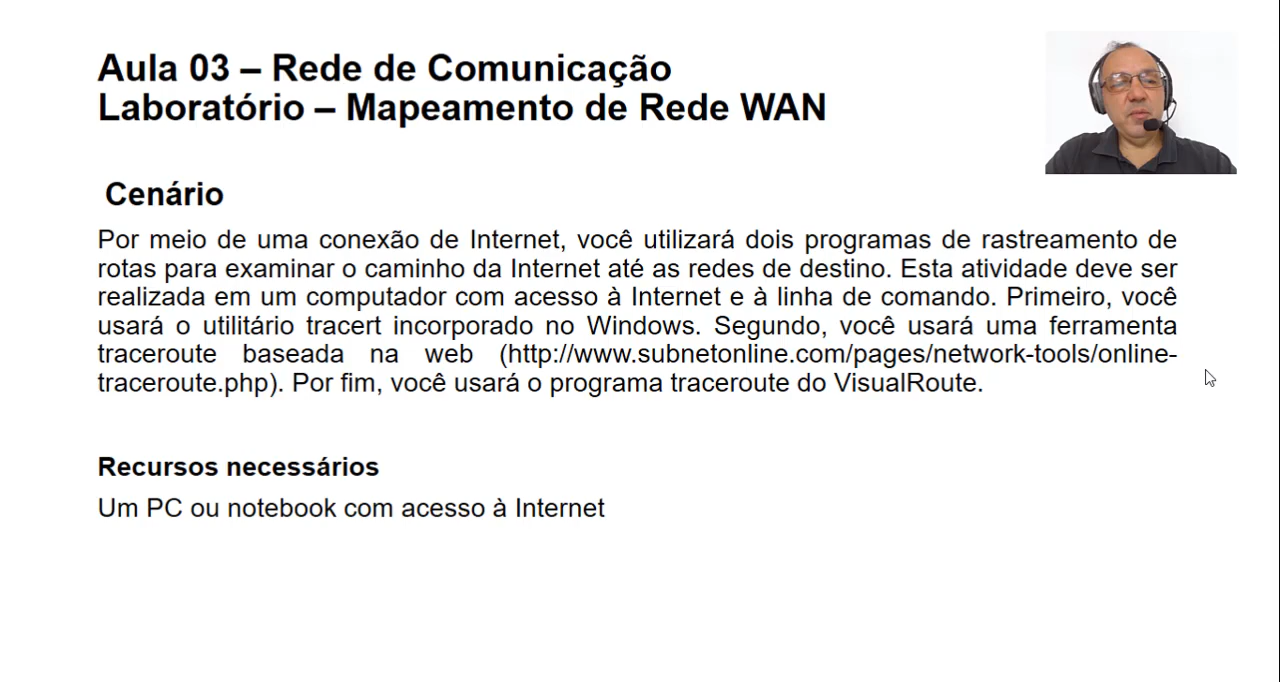 Aula 03 – Rede de Comunicação
Laboratório – Mapeamento de Rede WAN
Cenário
Por meio de uma conexão de Internet, você utilizará dois programas de rastreamento de
rotas para examinar o caminho da Internet até as redes de destino. Esta atividade deve ser
realizada em um computador com acesso à Internet e à linha de comando. Primeiro, você
usará o utilitário tracert incorporado no Windows. Segundo, você usará uma ferramenta
traceroute baseada na web (http://www.subnetonline.com/pages/network-tools/online-
traceroute.php). Por fim, você usará o programa traceroute do VisualRoute.
Recursos necessários
Um PC ou notebook com acesso à Internet